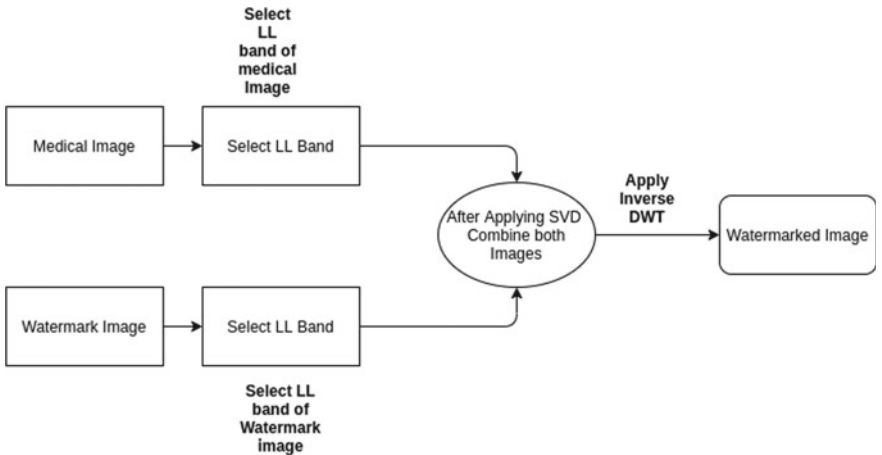 Select
LL
band of
medical
Image
Medical Image
Select LL Band
After Applying SVD
Combine both
Images
Apply
Inverse
DWT
Watermarked Image
Watermark Image
Select LL Band
Select LL
band of
Watermark
image